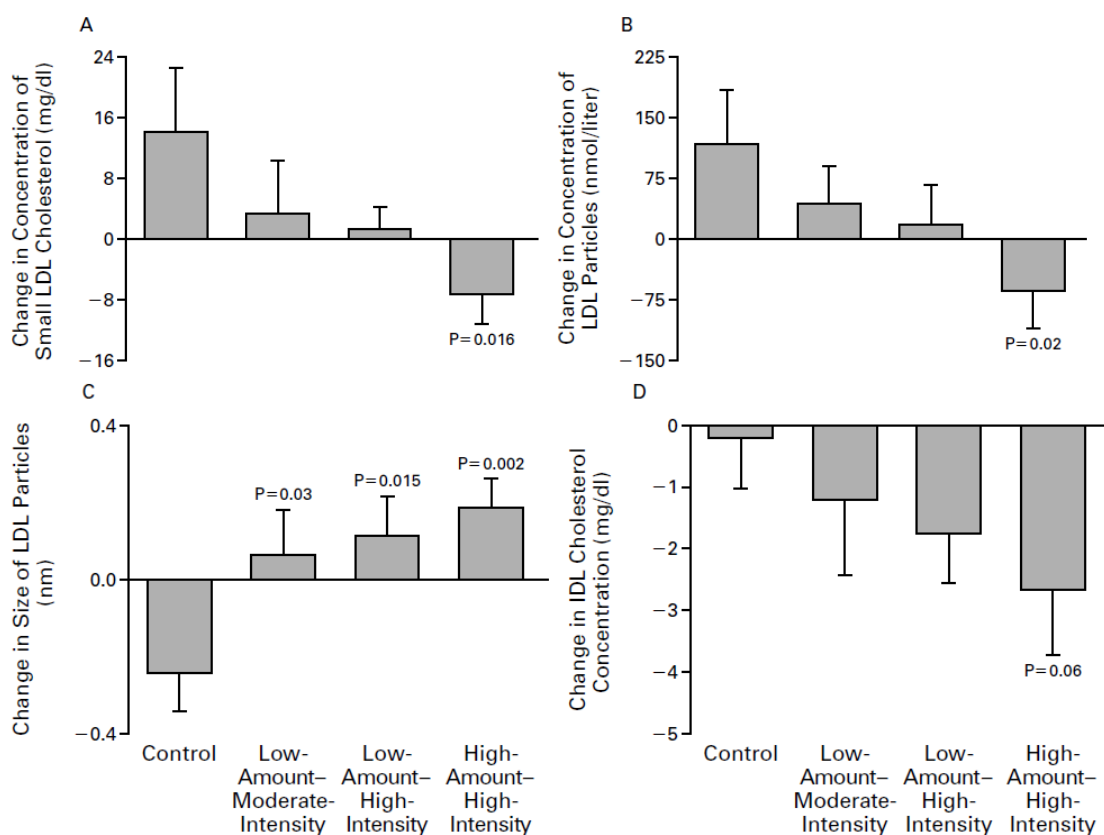 A
Change in Concentration of
Small LDL Cholesterol (mg/dl)
24
16
8
0
−8
−16
P=0.016
B
Change in Concentration of
LDL Particles (nmol/liter)
225
150
75
0
−75
−150
P=0.02
C
Change in Size of LDL Particles
(nm)
0.4
0.0
−0.4
P=0.03
P=0.015
P=0.002
Control
Low-
Amount–
Moderate-
Intensity
Low-
Amount–
High-
Intensity
High-
Amount–
High-
Intensity
D
Change in IDL Cholesterol
Concentration (mg/dl)
0
−1
−2
−3
−4
−5
P=0.06
Control
Low-
Amount–
Moderate-
Intensity
Low-
Amount–
High-
Intensity
High-
Amount–
High-
Intensity